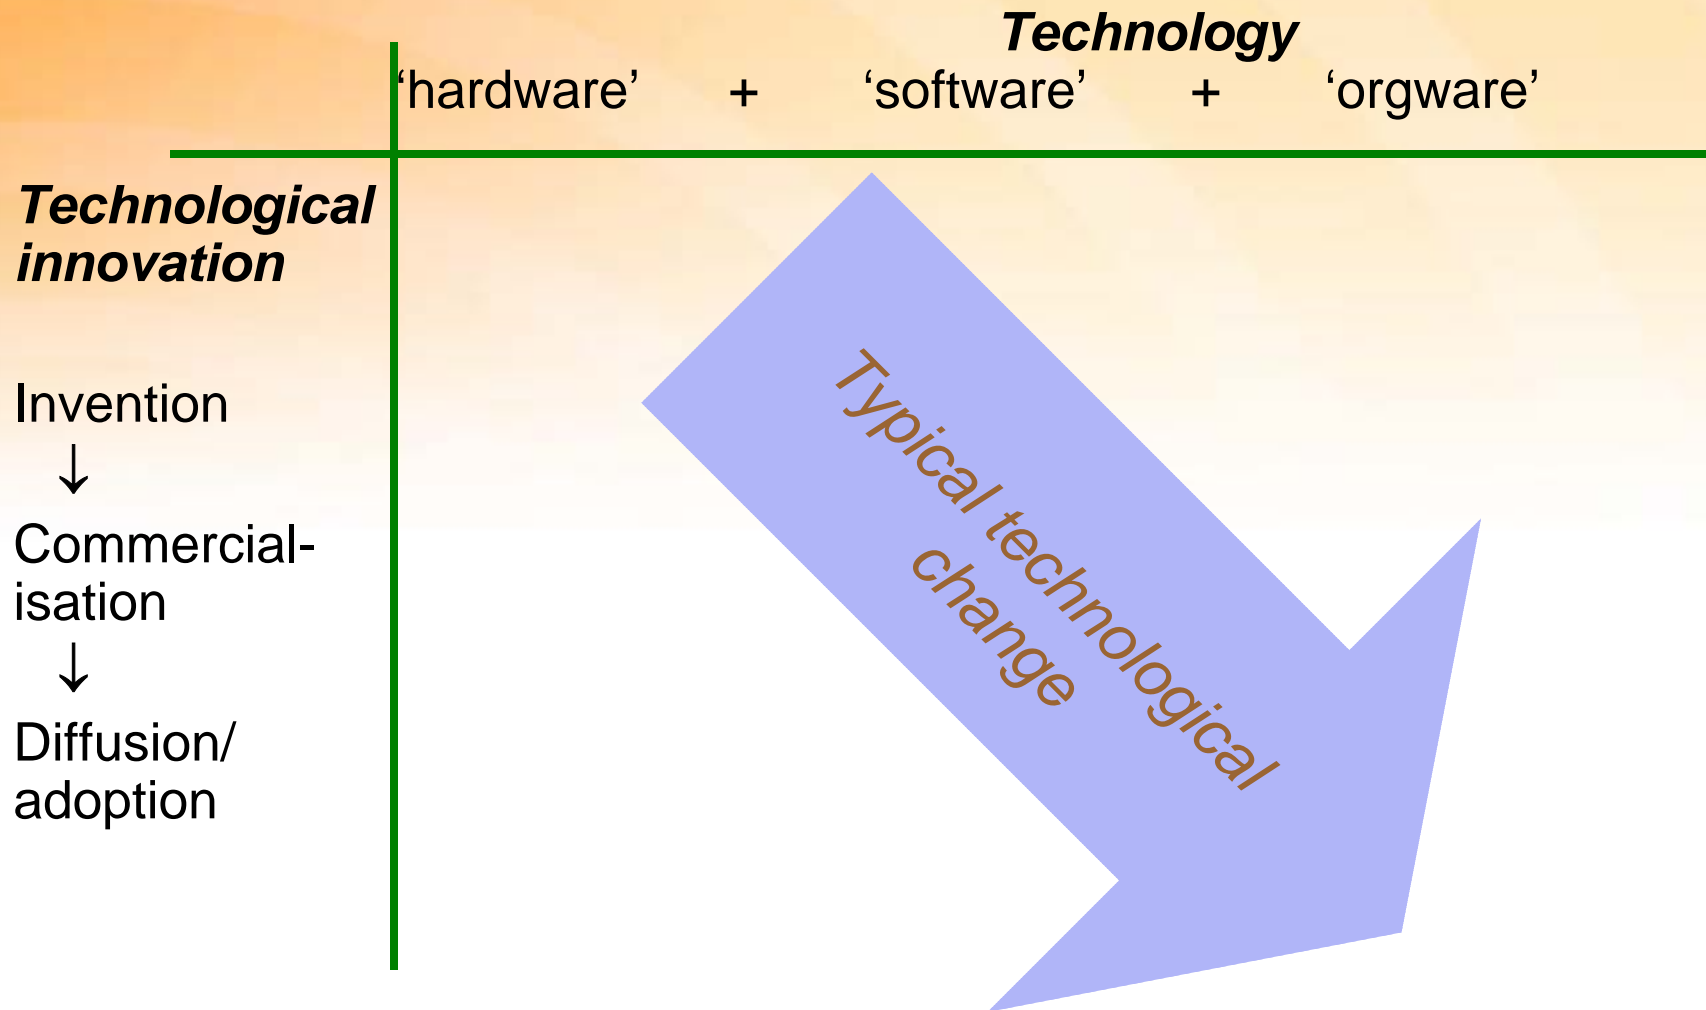 Technology
‘hardware’ + ‘software’ + ‘orgware’
Technological
innovation
Invention
↓
Commercial-
isation
↓
Diffusion/
adoption
Typical technological
change